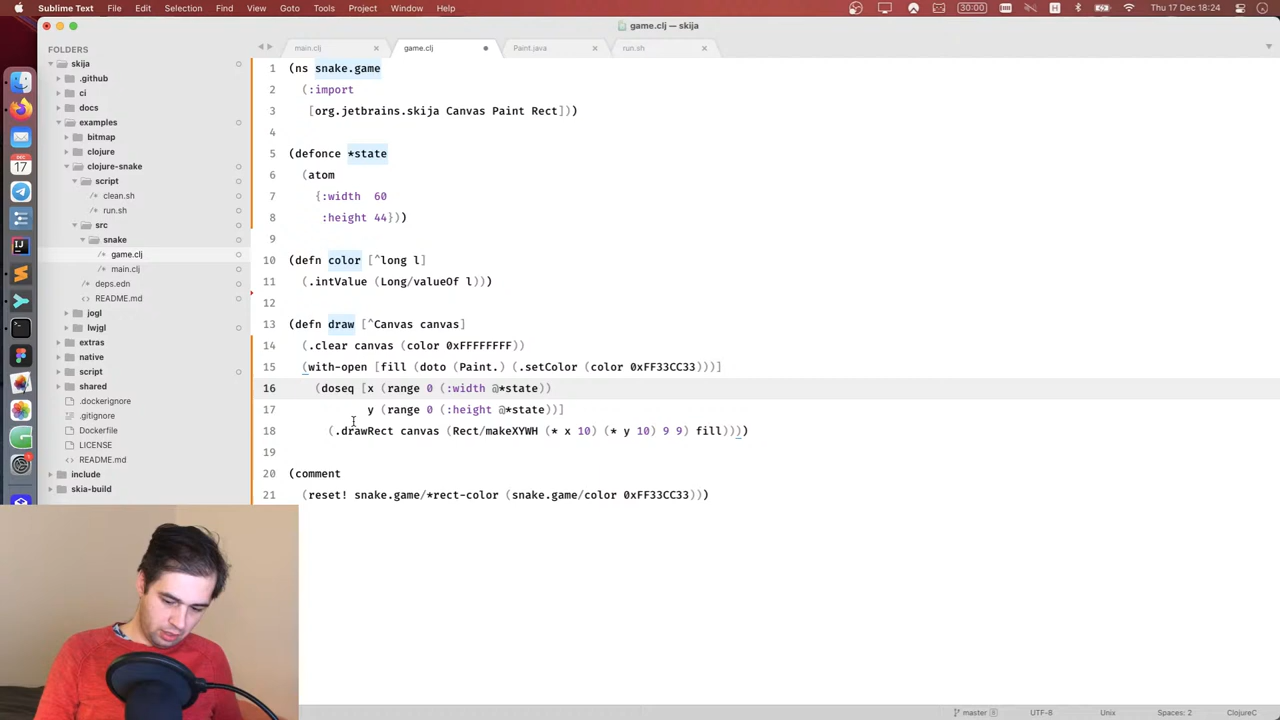 Sublime Text File Edit Selection Find View Goto Tools Project Window Help 30:00 Thu 17 Dec 18:24
game.clj — skija
FOLDERS
skija
.github
ci
docs
examples
bitmap
clojure
clojure-snake
script
/* clean.sh
/* run.sh
src
snake
/* game.clj
/* main.clj
/* deps.edn
<> README.md
jogl
lwjgl
extras
native
script
shared
.dockerignore
.gitignore
Dockerfile
LICENSE
<> README.md
include
skia-build
main.clj game.clj Paint.java run.sh
1 (ns snake.game
2 (:import
3 [org.jetbrains.skija Canvas Paint Rect]))
4
5 (defonce *state
6 (atom
7 {:width 60
8 :height 44}))
9
10 (defn color [^long l]
11 (.intValue (Long/valueOf l)))
12
13 (defn draw [^Canvas canvas]
14 (.clear canvas (color 0xFFFFFFFF))
15 (with-open [fill (doto (Paint.) (.setColor (color 0xFF33CC33)))]
16 (doseq [x (range 0 (:width @*state))
17 y (range 0 (:height @*state))]
18 (.drawRect canvas (Rect/makeXYWH (* x 10) (* y 10) 9 9) fill))))
19
20 (comment
21 (reset! snake.game/*rect-color (snake.game/color 0xFF33CC33)))
master 8 UTF-8 Unix Spaces: 2 ClojureC